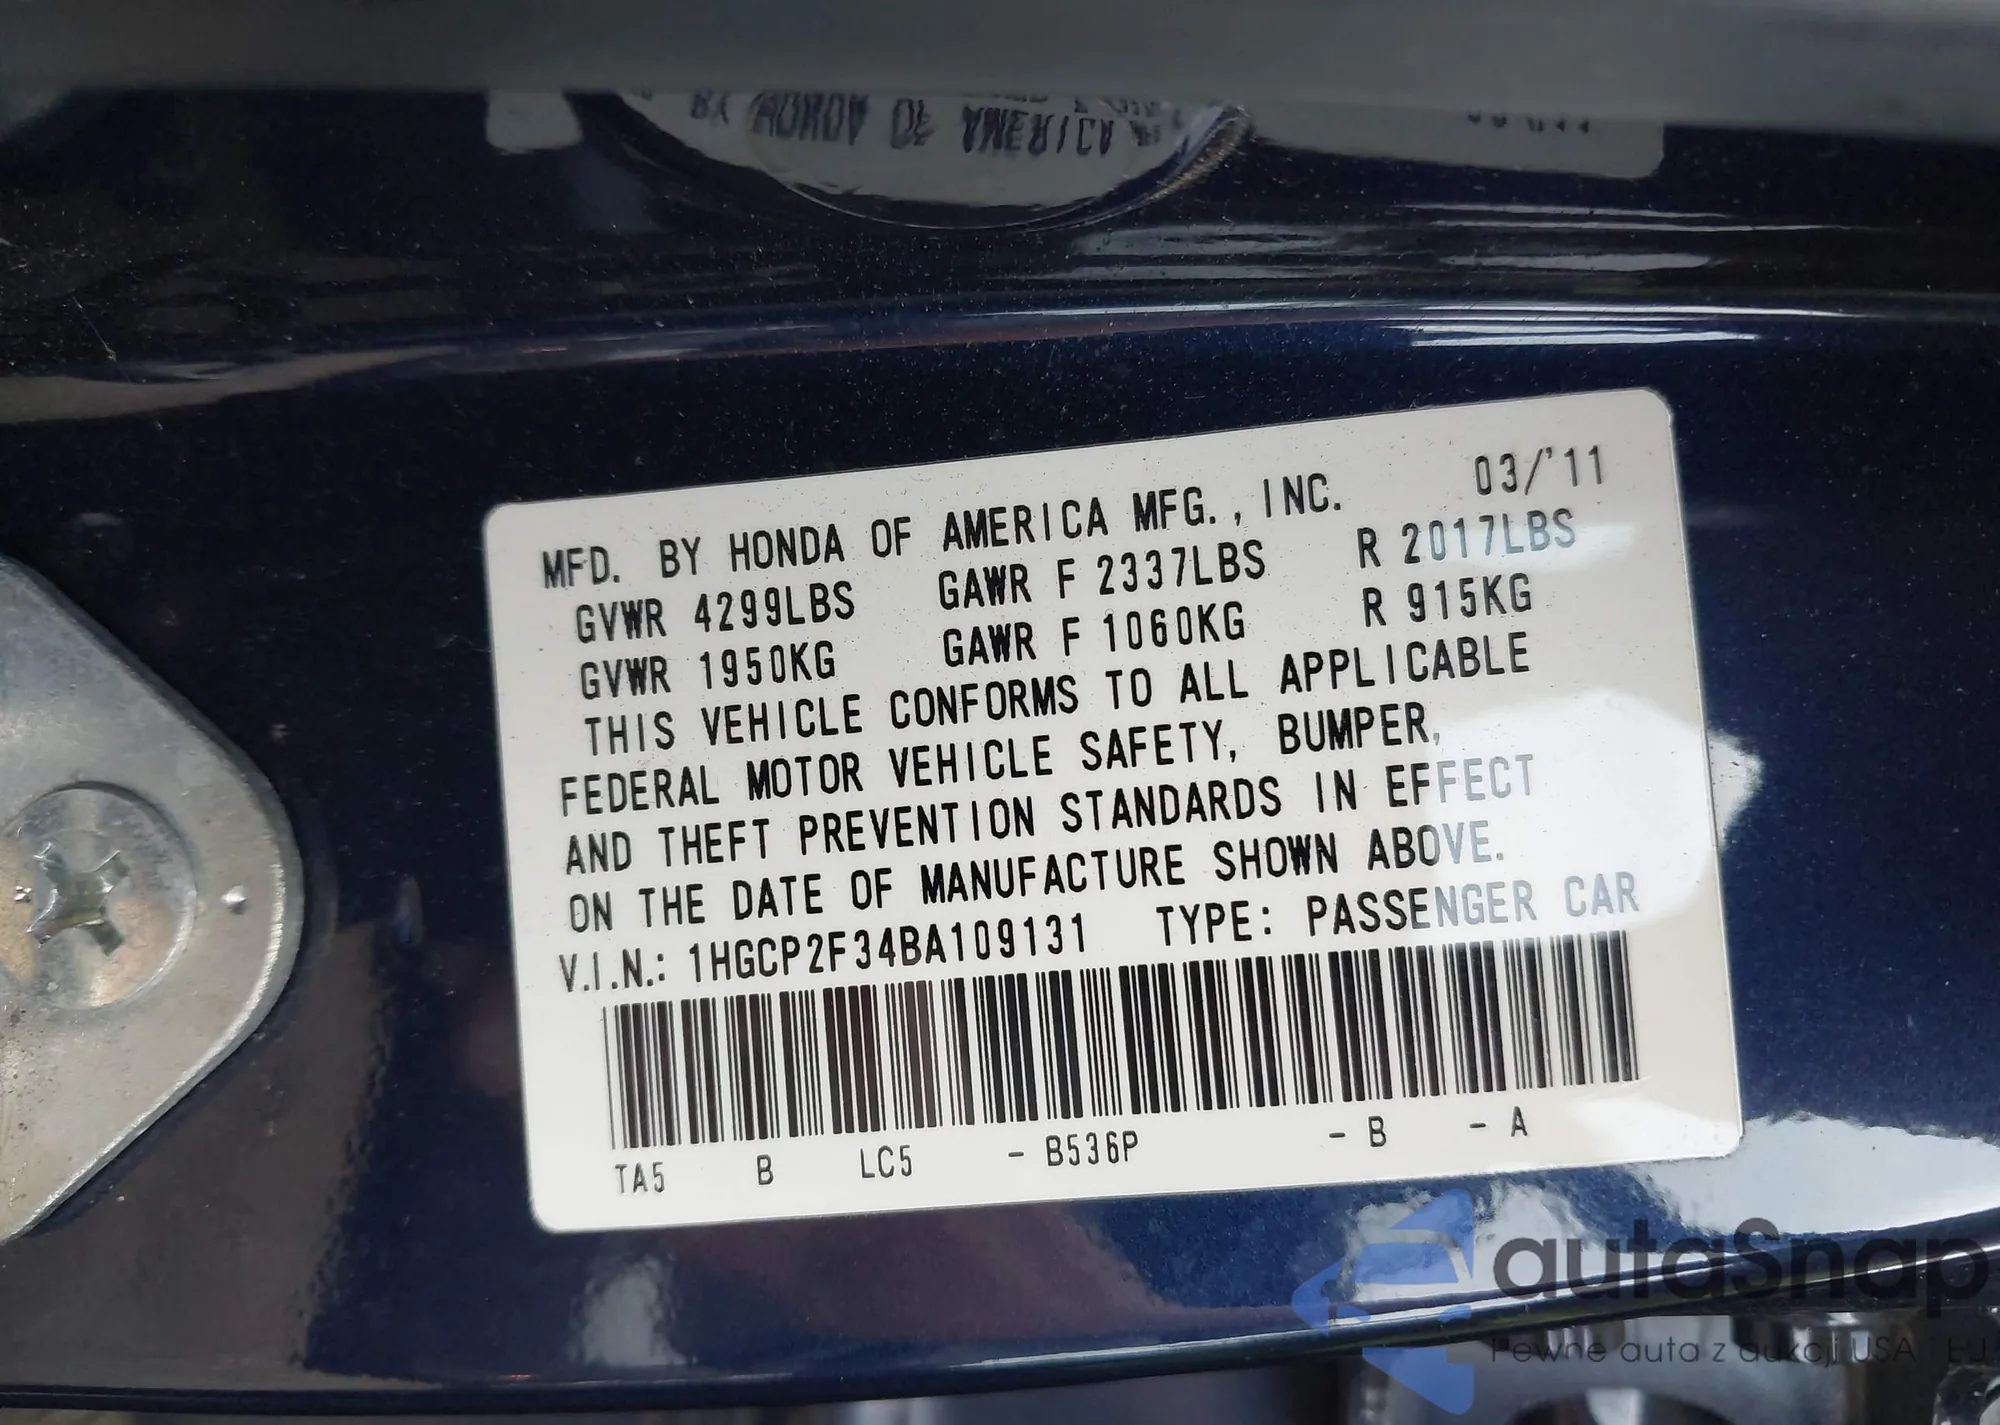 BY HONDA OF AMERICA
MFD. BY HONDA OF AMERICA MFG., INC. 03/'11
GVWR 4299LBS GAWR F 2337LBS R 2017LBS
GVWR 1950KG GAWR F 1060KG R 915KG
THIS VEHICLE CONFORMS TO ALL APPLICABLE
FEDERAL MOTOR VEHICLE SAFETY, BUMPER,
AND THEFT PREVENTION STANDARDS IN EFFECT
ON THE DATE OF MANUFACTURE SHOWN ABOVE.
V.I.N.: 1HGCP2F34BA109131 TYPE: PASSENGER CAR
TA5 B LC5 - B536P - B - A
autaSnap
Pewne auta z aukcji USA i EU